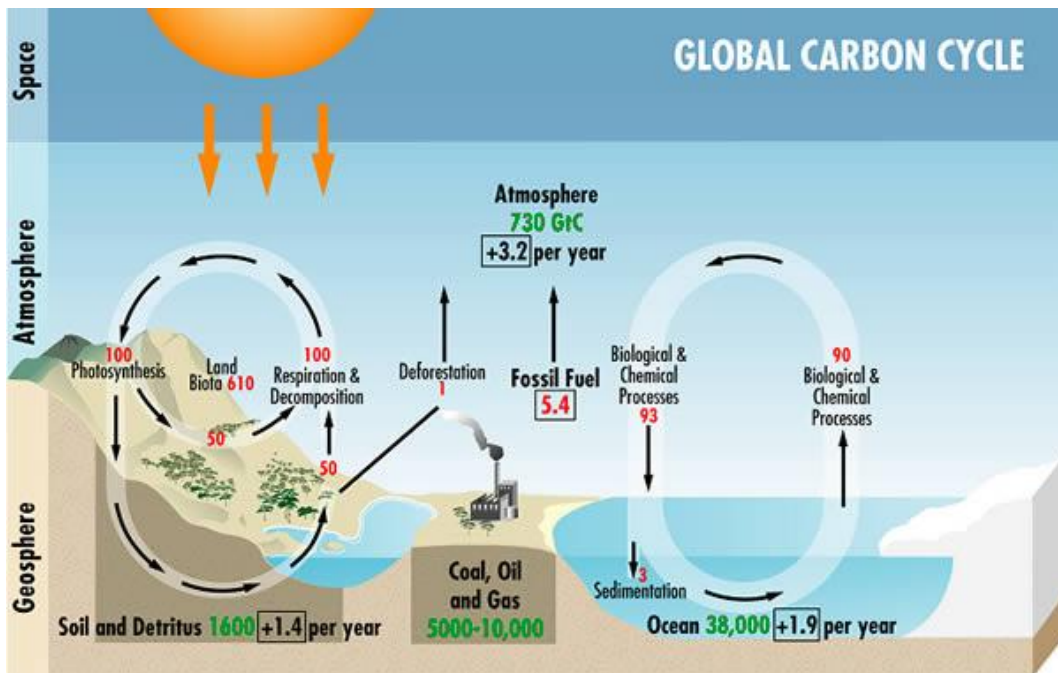 GLOBAL CARBON CYCLE
Space
Atmosphere
Geosphere
Atmosphere
730 GtC
+3.2 per year
100
Photosynthesis
Land
Biota 610
100
Respiration &
Decomposition
50
50
Deforestation
1
Fossil Fuel
5.4
Biological &
Chemical
Processes
93
90
Biological &
Chemical
Processes
Coal, Oil
and Gas
5000-10,000
3
Sedimentation
Soil and Detritus 1600 +1.4 per year
Ocean 38,000 +1.9 per year